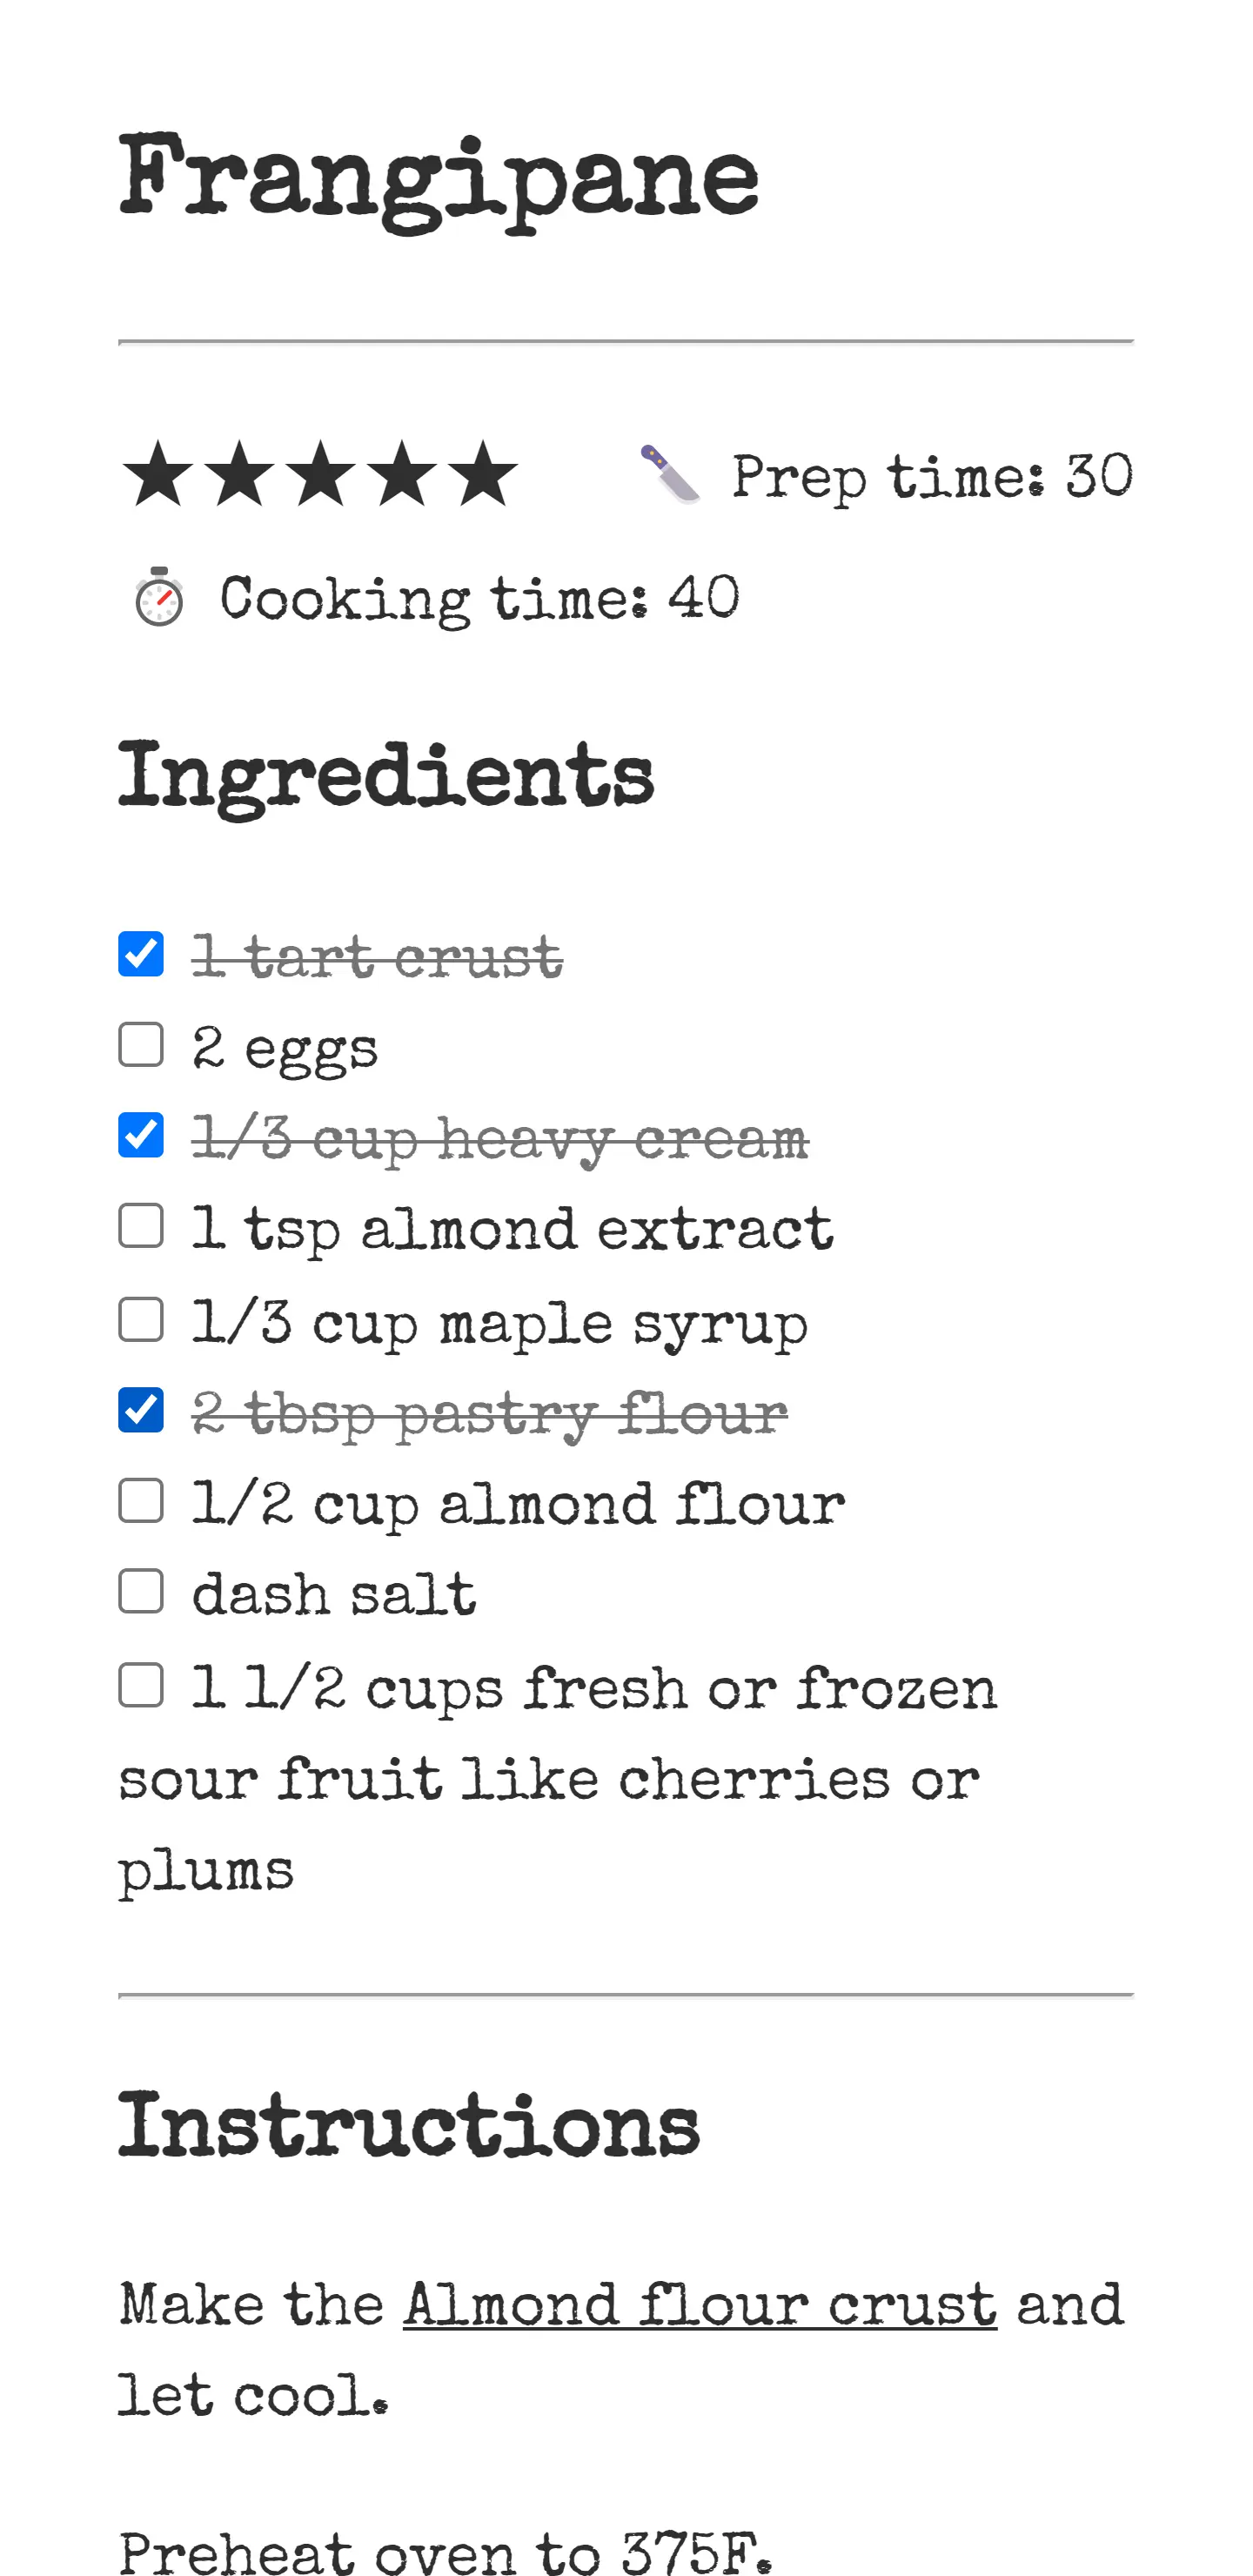 Frangipane
★★★★★ Prep time: 30
Cooking time: 40
Ingredients
1 tart crust
2 eggs
1/3 cup heavy cream
1 tsp almond extract
1/3 cup maple syrup
2 tbsp pastry flour
1/2 cup almond flour
dash salt
1 1/2 cups fresh or frozen
sour fruit like cherries or
plums
Instructions
Make the Almond flour crust and
let cool.
Preheat oven to 375F.